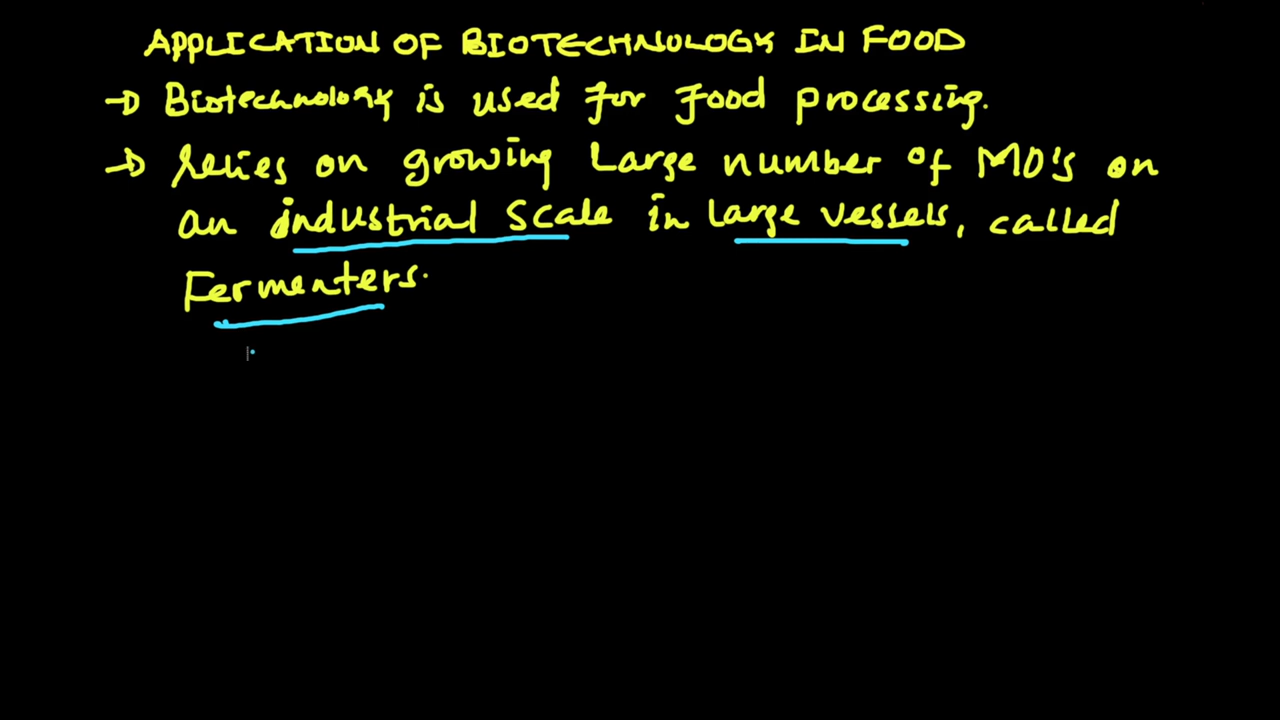 APPLICATION OF BIOTECHNOLOGY IN FOOD
→ Biotechnology is used for food processing.
→ Relies on growing Large number of MO's on
an industrial Scale in large vessels, called
Fermenters.